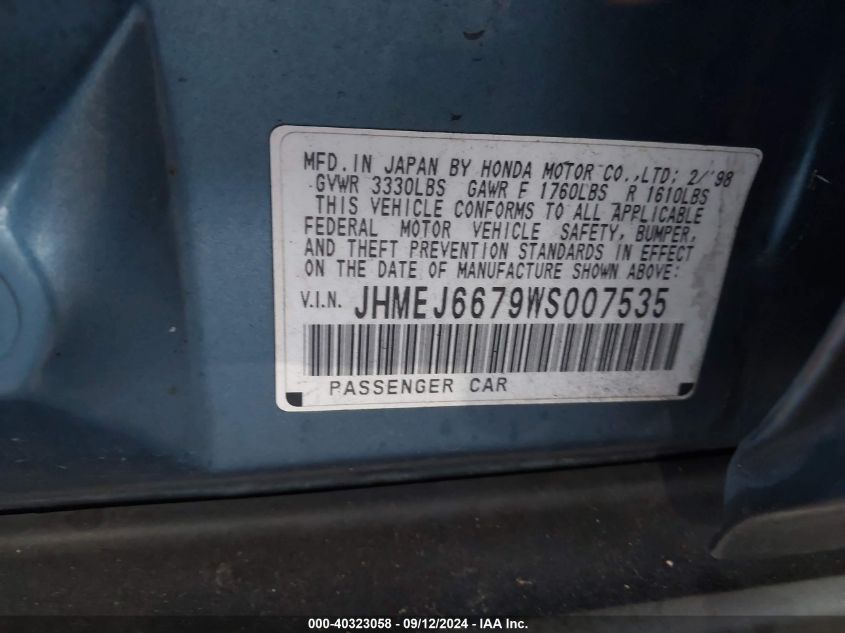 MFD. IN JAPAN BY HONDA MOTOR CO.,LTD; 2/'98
GVWR 3330LBS GAWR F 1760LBS R 1610LBS
THIS VEHICLE CONFORMS TO ALL APPLICABLE
FEDERAL MOTOR VEHICLE SAFETY, BUMPER,
AND THEFT PREVENTION STANDARDS IN EFFECT
ON THE DATE OF MANUFACTURE SHOWN ABOVE:
V.I.N. JHMEJ6679WS007535
PASSENGER CAR
000-40323058 - 09/12/2024 - IAA Inc.